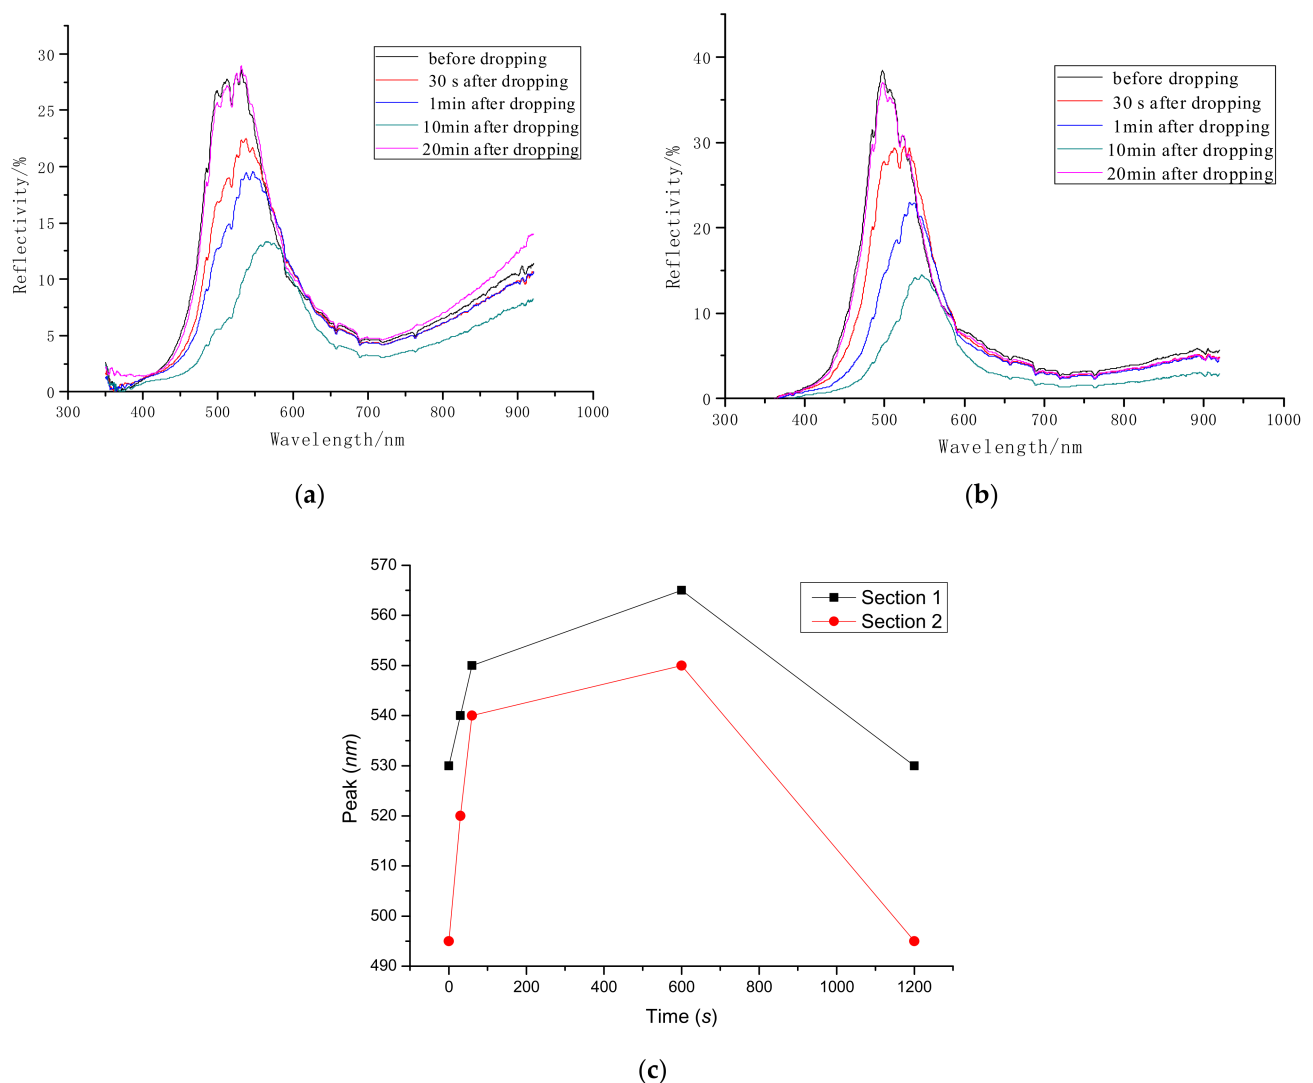 before dropping
30 s after dropping
1min after dropping
10min after dropping
20min after dropping
Reflectivity/%
30
25
20
15
10
5
0
300 400 500 600 700 800 900 1000
Wavelength/nm
(a)
before dropping
30 s after dropping
1min after dropping
10min after dropping
20min after dropping
Reflectivity/%
40
30
20
10
0
300 400 500 600 700 800 900 1000
Wavelength/nm
(b)
Section 1
Section 2
Peak (nm)
570
560
550
540
530
520
510
500
490
0 200 400 600 800 1000 1200
Time (s)
(c)